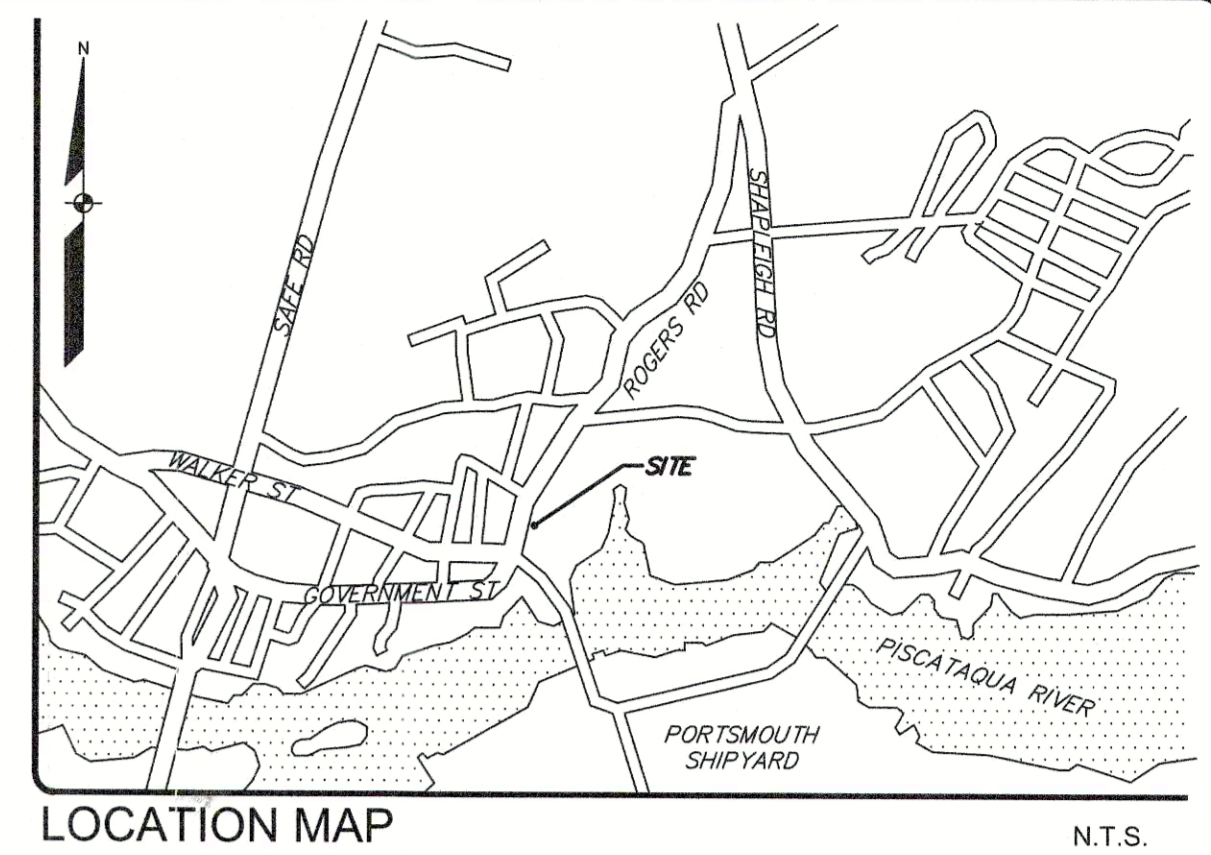 N
SAFE RD
SHAPLEIGH RD
ROGERS RD
WALKER ST
SITE
GOVERNMENT ST
PISCATAQUA RIVER
PORTSMOUTH
SHIPYARD
LOCATION MAP
N.T.S.